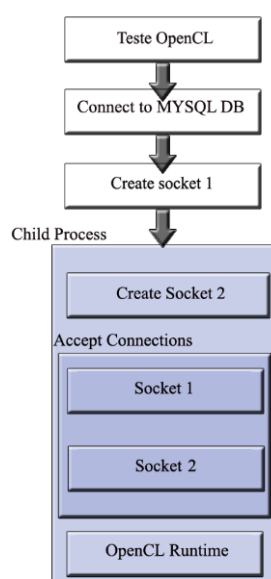 Teste OpenCL
Connect to MYSQL DB
Create socket 1
Child Process
Create Socket 2
Accept Connections
Socket 1
Socket 2
OpenCL Runtime